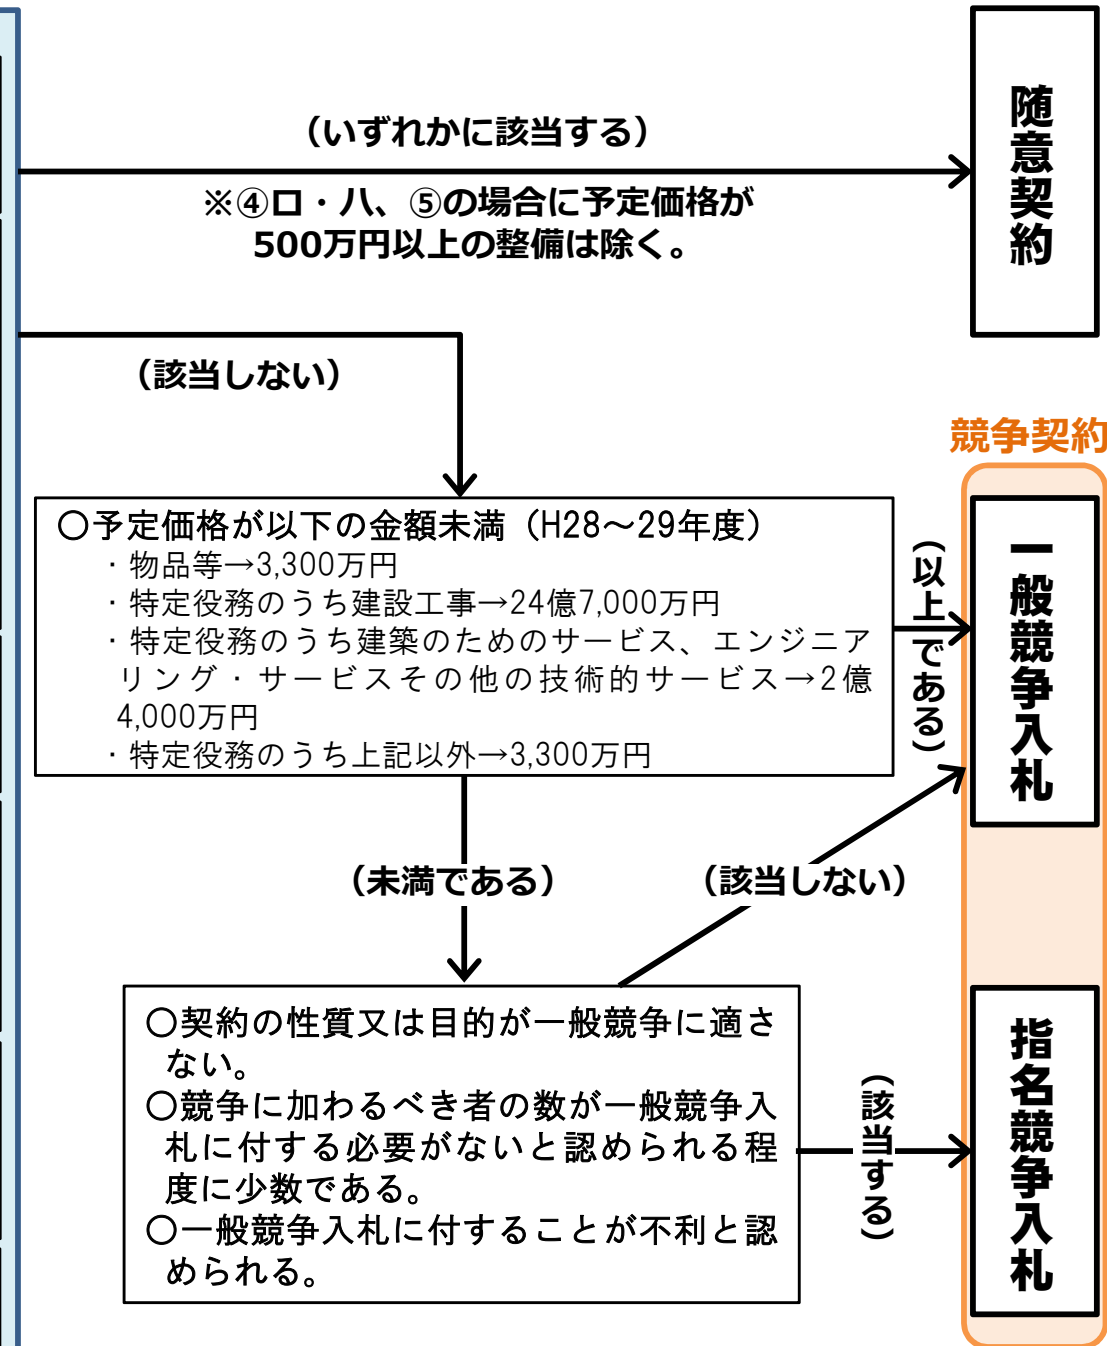 （いずれかに該当する）
※④ロ・ハ、⑤の場合に予定価格が
500万円以上の整備は除く。
随意契約
（該当しない）
競争契約
〇予定価格が以下の金額未満（H28～29年度）
・物品等→3,300万円
・特定役務のうち建設工事→24億7,000万円
・特定役務のうち建築のためのサービス、エンジニア
リング・サービスその他の技術的サービス→2億
4,000万円
・特定役務のうち上記以外→3,300万円
（以上である）
一般競争入札
（未満である）
（該当しない）
〇契約の性質又は目的が一般競争に適さ
ない。
〇競争に加わるべき者の数が一般競争入
札に付する必要がないと認められる程
度に少数である。
〇一般競争入札に付することが不利と認
められる。
（該当する）
指名競争入札